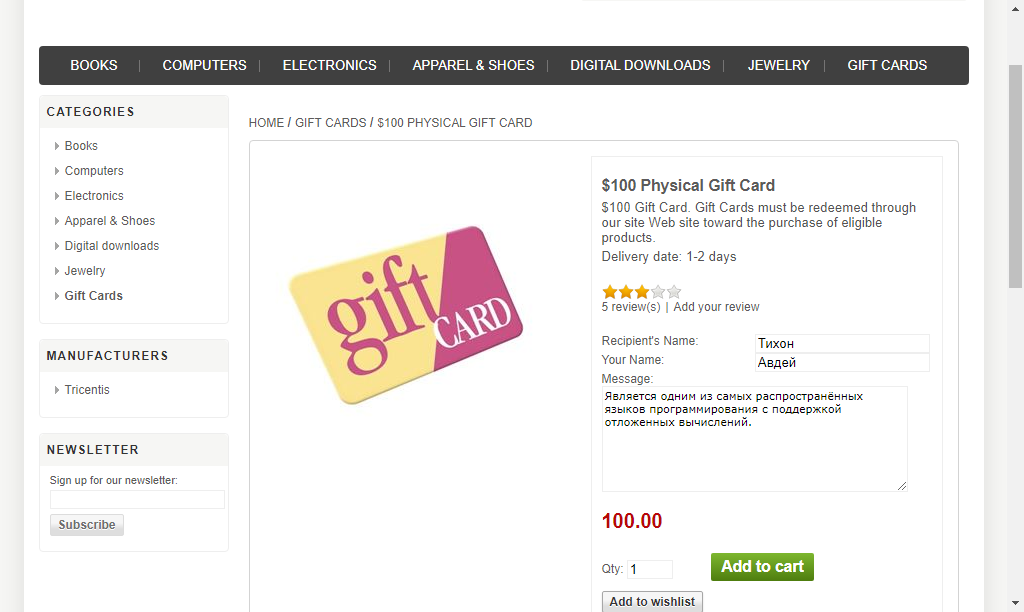 BOOKS | COMPUTERS | ELECTRONICS | APPAREL & SHOES | DIGITAL DOWNLOADS | JEWELRY | GIFT CARDS
CATEGORIES
Books
Computers
Electronics
Apparel & Shoes
Digital downloads
Jewelry
Gift Cards
MANUFACTURERS
Tricentis
NEWSLETTER
Sign up for our newsletter:
Subscribe
HOME / GIFT CARDS / $100 PHYSICAL GIFT CARD
gift
CARD
$100 Physical Gift Card
$100 Gift Card. Gift Cards must be redeemed through
our site Web site toward the purchase of eligible
products.
Delivery date: 1-2 days
5 review(s) | Add your review
Recipient's Name: Тихон
Your Name: Авдей
Message:
Является одним из самых распространённых
языков программирования с поддержкой
отложенных вычислений.
100.00
Qty: 1 Add to cart
Add to wishlist